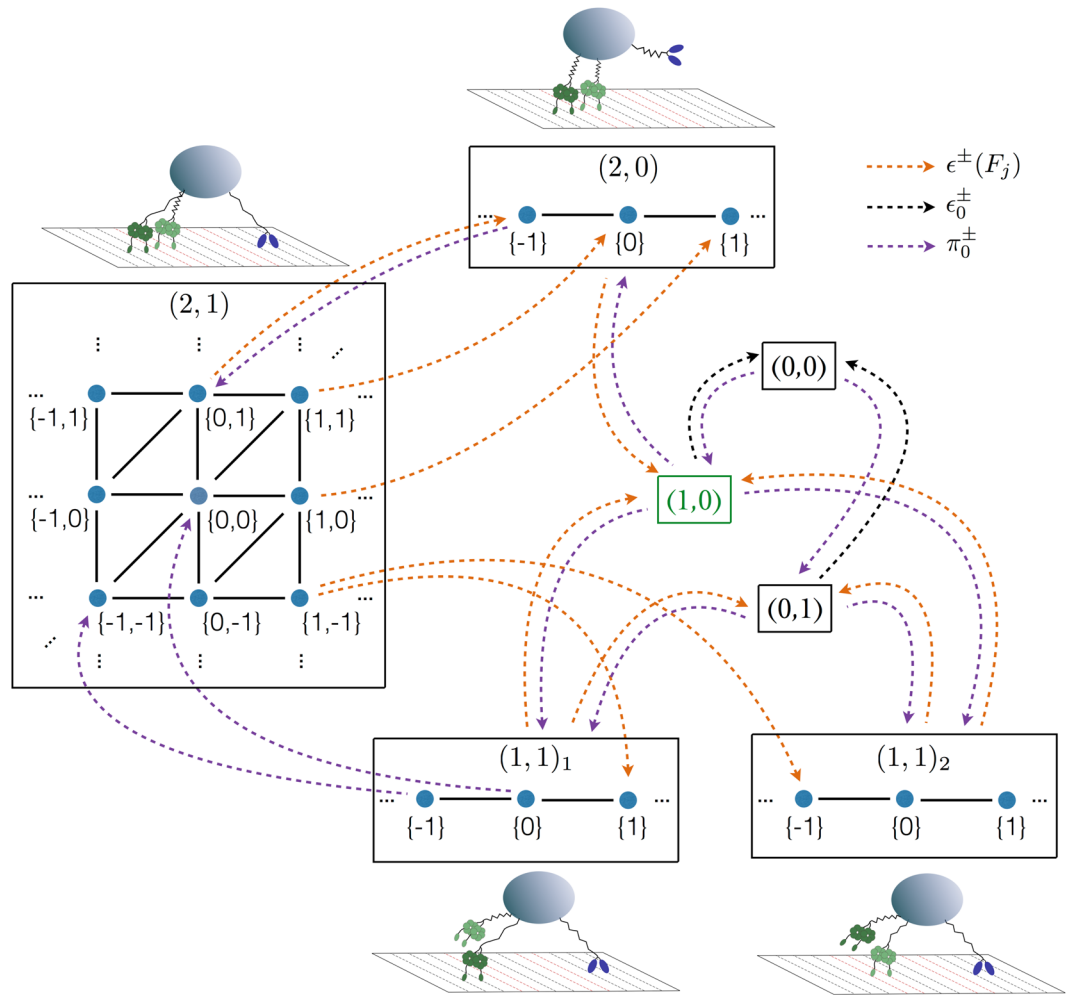 (2, 0)
... {-1} {0} {1} ...
ϵ±(Fⱼ)
ϵ₀±
π₀±
(2, 1)
⋮ ⋮ ⋮ ...
... {-1,1} {0,1} {1,1} ...
... {-1,0} {0,0} {1,0} ...
... {-1,-1} {0,-1} {1,-1} ...
... ⋮ ⋮ ⋮
(0,0)
(1,0)
(0,1)
(1, 1)₁
... {-1} {0} {1} ...
(1, 1)₂
... {-1} {0} {1} ...